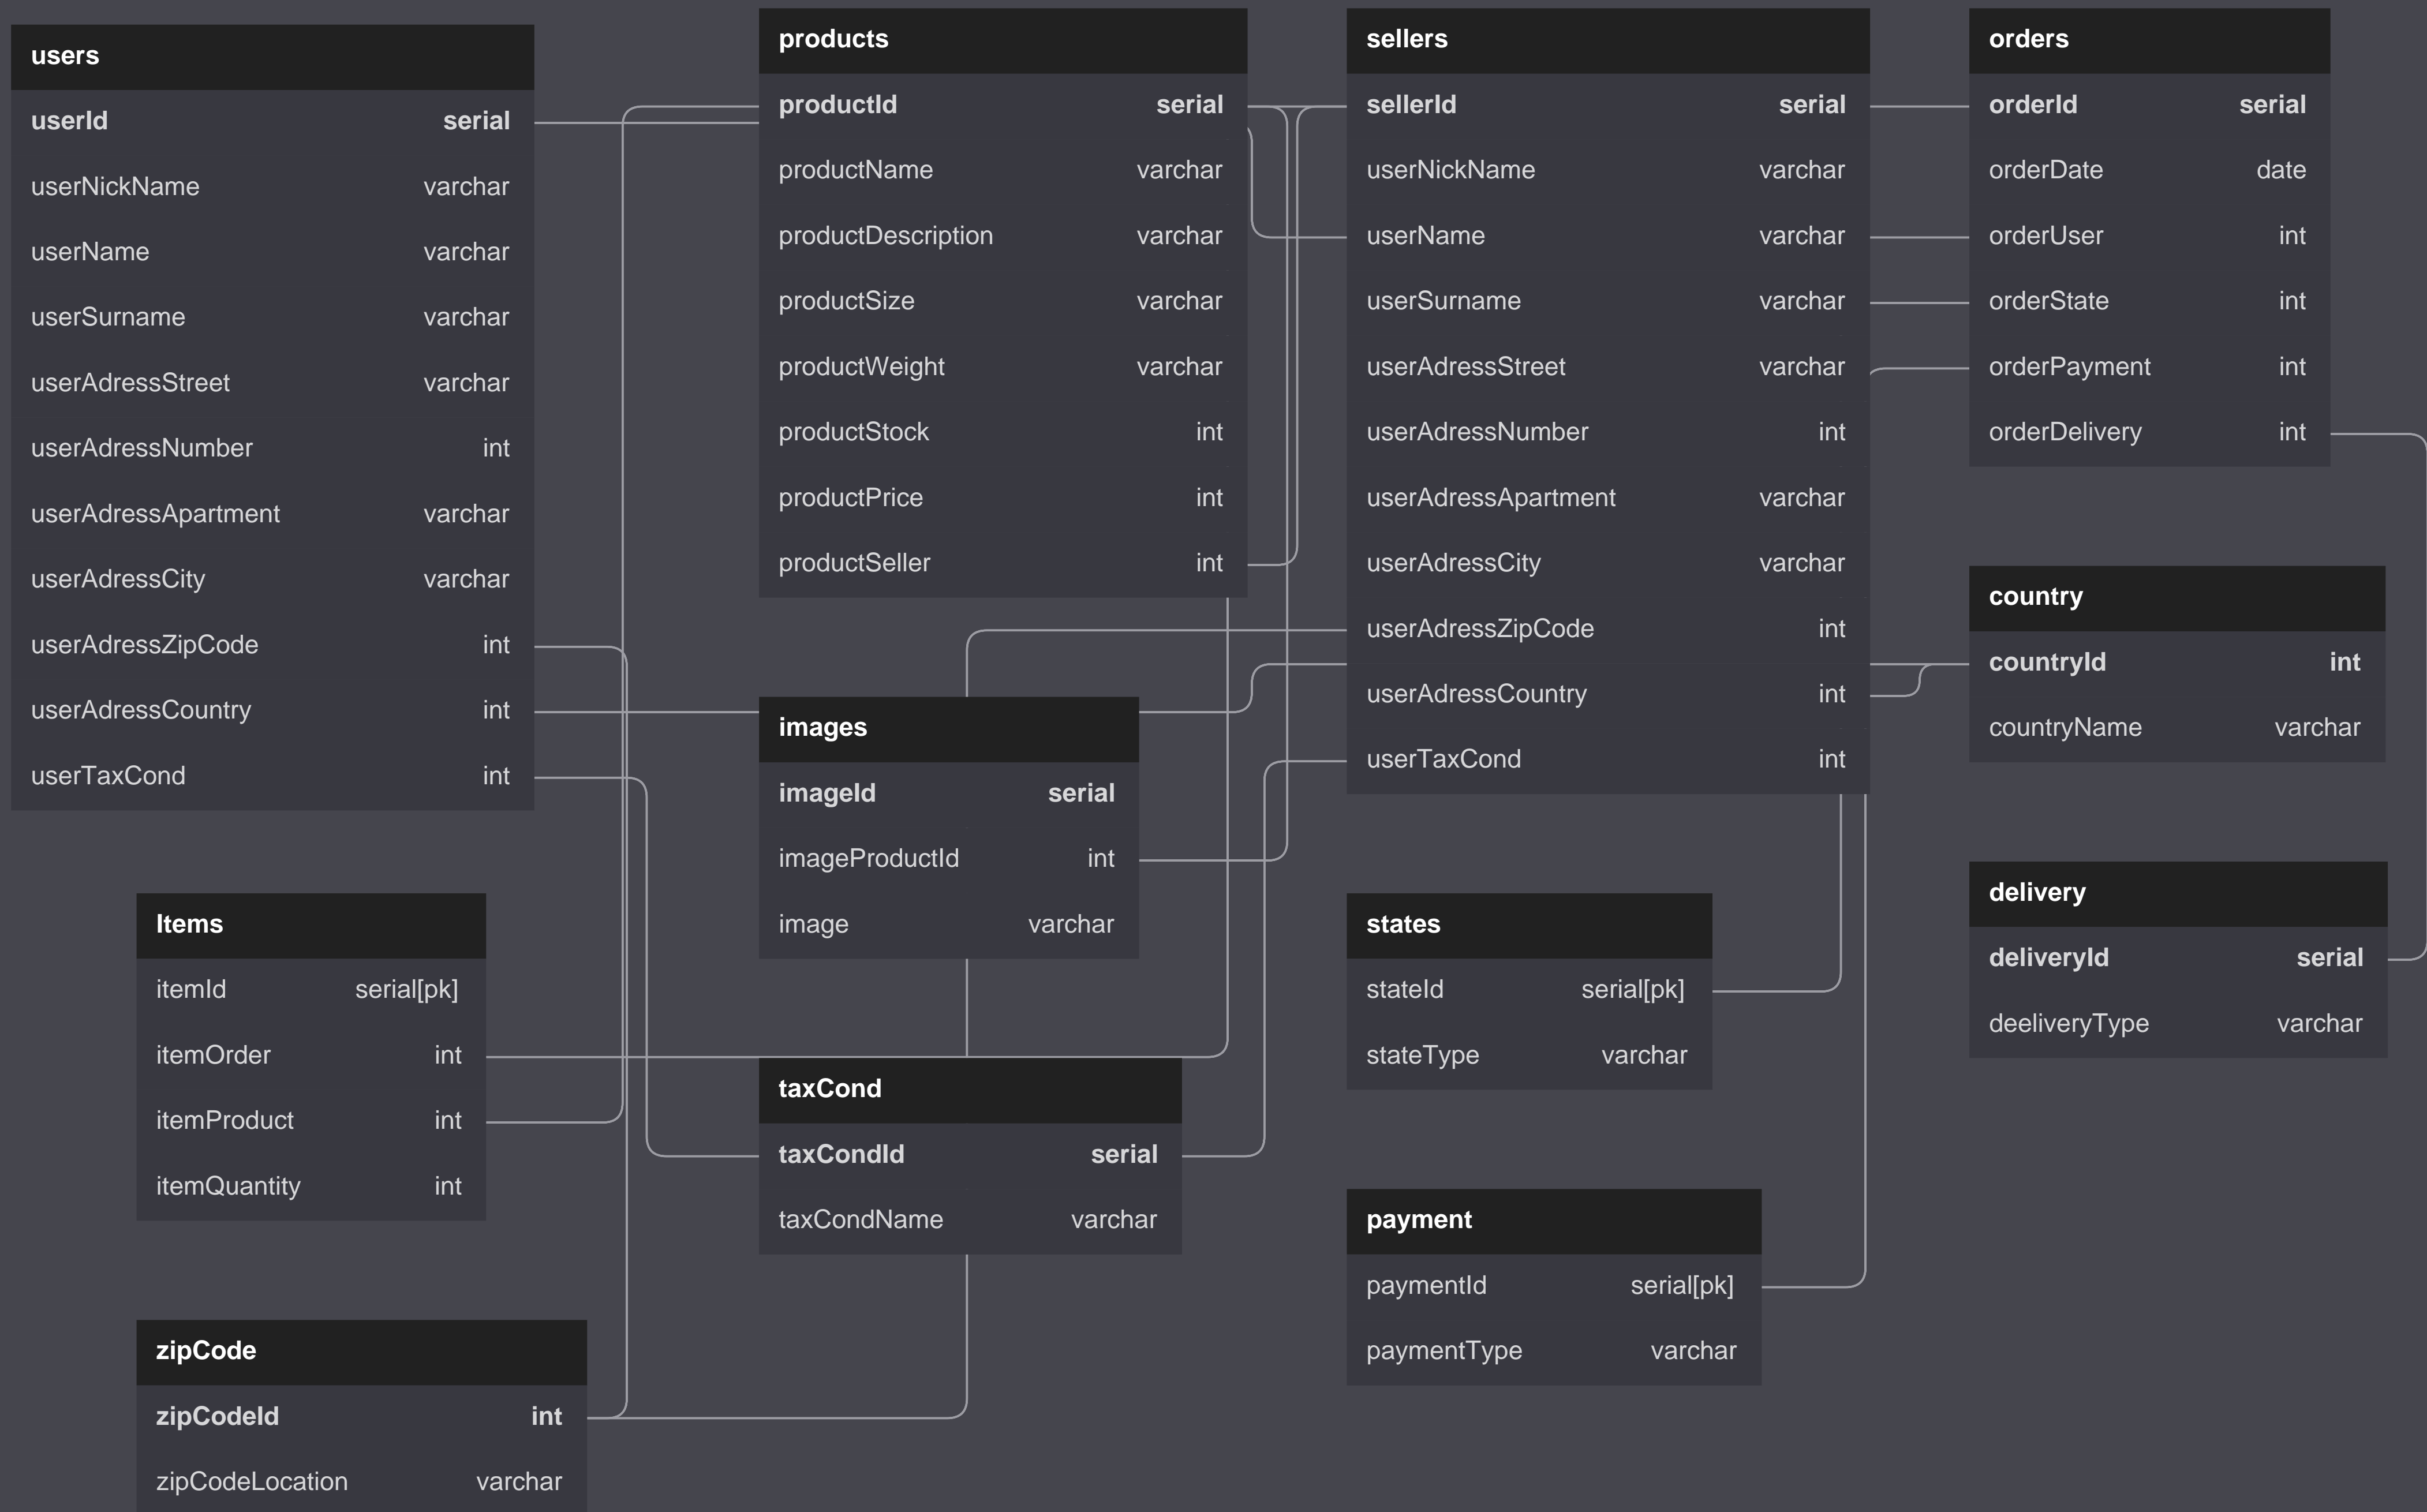 users
userId serial
userNickName varchar
userName varchar
userSurname varchar
userAdressStreet varchar
userAdressNumber int
userAdressApartment varchar
userAdressCity varchar
userAdressZipCode int
userAdressCountry int
userTaxCond int
products
productId serial
productName varchar
productDescription varchar
productSize varchar
productWeight varchar
productStock int
productPrice int
productSeller int
sellers
sellerId serial
userNickName varchar
userName varchar
userSurname varchar
userAdressStreet varchar
userAdressNumber int
userAdressApartment varchar
userAdressCity varchar
userAdressZipCode int
userAdressCountry int
userTaxCond int
orders
orderId serial
orderDate date
orderUser int
orderState int
orderPayment int
orderDelivery int
country
countryId int
countryName varchar
images
imageId serial
imageProductId int
image varchar
delivery
deliveryId serial
deeliveryType varchar
Items
itemId serial[pk]
itemOrder int
itemProduct int
itemQuantity int
states
stateId serial[pk]
stateType varchar
taxCond
taxCondId serial
taxCondName varchar
payment
paymentId serial[pk]
paymentType varchar
zipCode
zipCodeId int
zipCodeLocation varchar